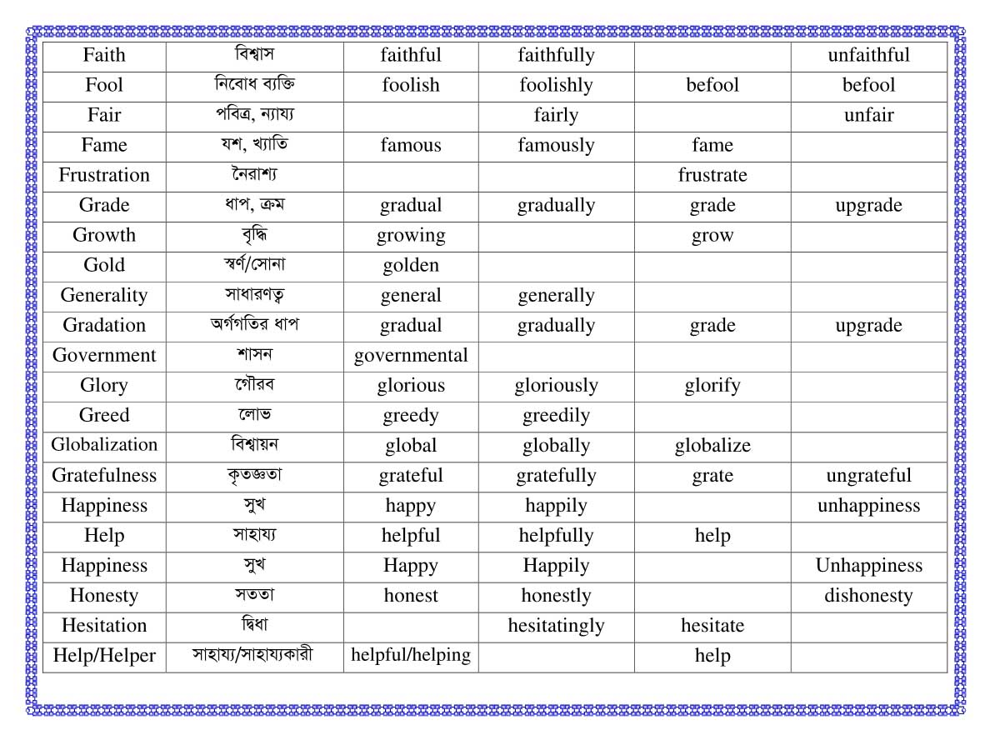 Faith বিশ্বাস faithful faithfully unfaithful
Fool নিবোধ ব্যক্তি foolish foolishly befool befool
Fair পবিত্র, ন্যায্য fairly unfair
Fame যশ, খ্যাতি famous famously fame
Frustration নৈরাশ্য frustrate
Grade ধাপ, ক্রম gradual gradually grade upgrade
Growth বৃদ্ধি growing grow
Gold স্বর্ণ/সোনা golden
Generality সাধারণত্ব general generally
Gradation অর্গগতির ধাপ gradual gradually grade upgrade
Government শাসন governmental
Glory গৌরব glorious gloriously glorify
Greed লোভ greedy greedily
Globalization বিশ্বায়ন global globally globalize
Gratefulness কৃতজ্ঞতা grateful gratefully grate ungrateful
Happiness সুখ happy happily unhappiness
Help সাহায্য helpful helpfully help
Happiness সুখ Happy Happily Unhappiness
Honesty সততা honest honestly dishonesty
Hesitation দ্বিধা hesitatingly hesitate
Help/Helper সাহায্য/সাহায্যকারী helpful/helping help